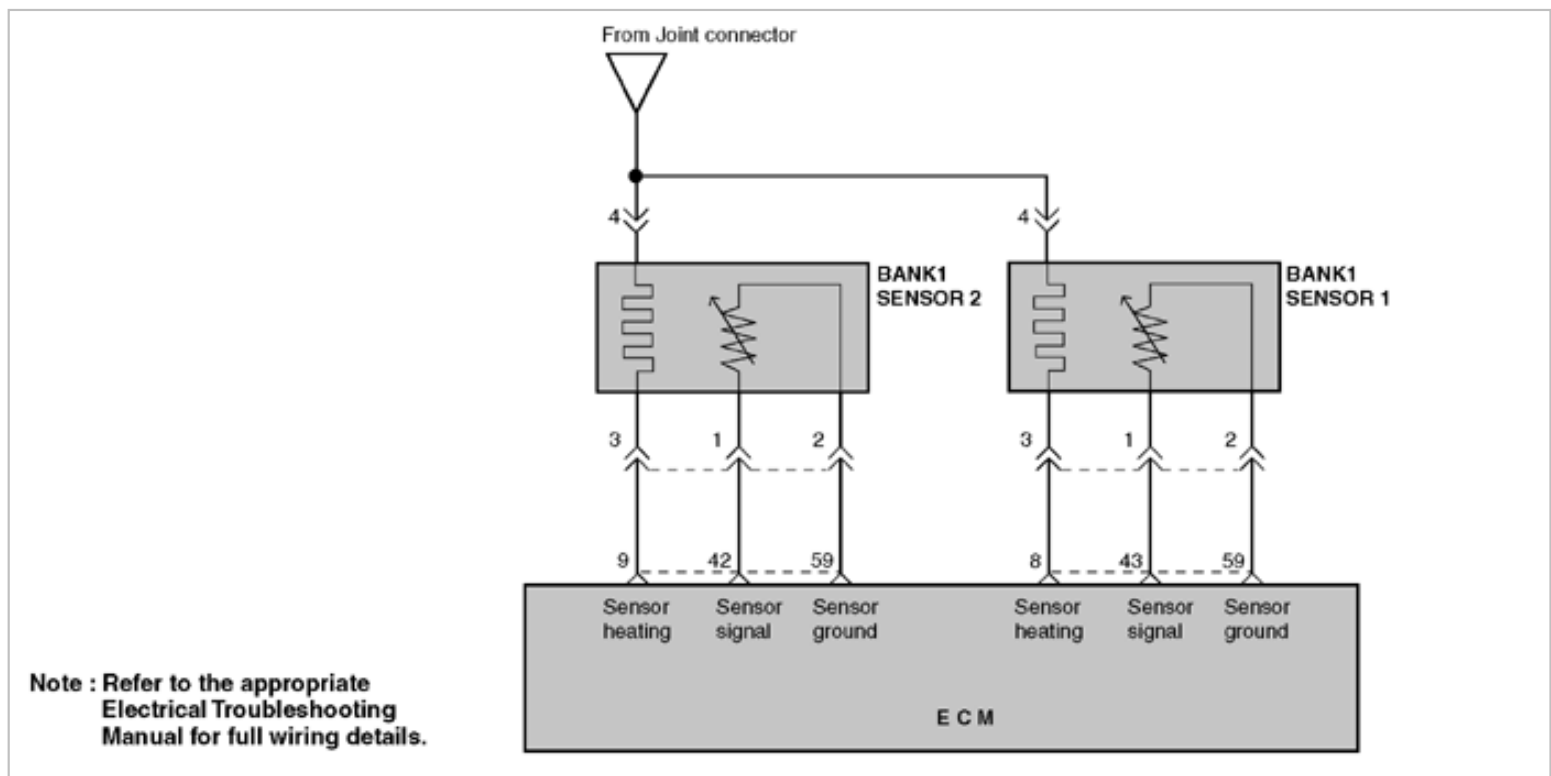 From Joint connector
4
4
BANK1
SENSOR 2
BANK1
SENSOR 1
3 1 2
3 1 2
9 42 59
8 43 59
Sensor
heating
Sensor
signal
Sensor
ground
Sensor
heating
Sensor
signal
Sensor
ground
E C M
Note : Refer to the appropriate
Electrical Troubleshooting
Manual for full wiring details.